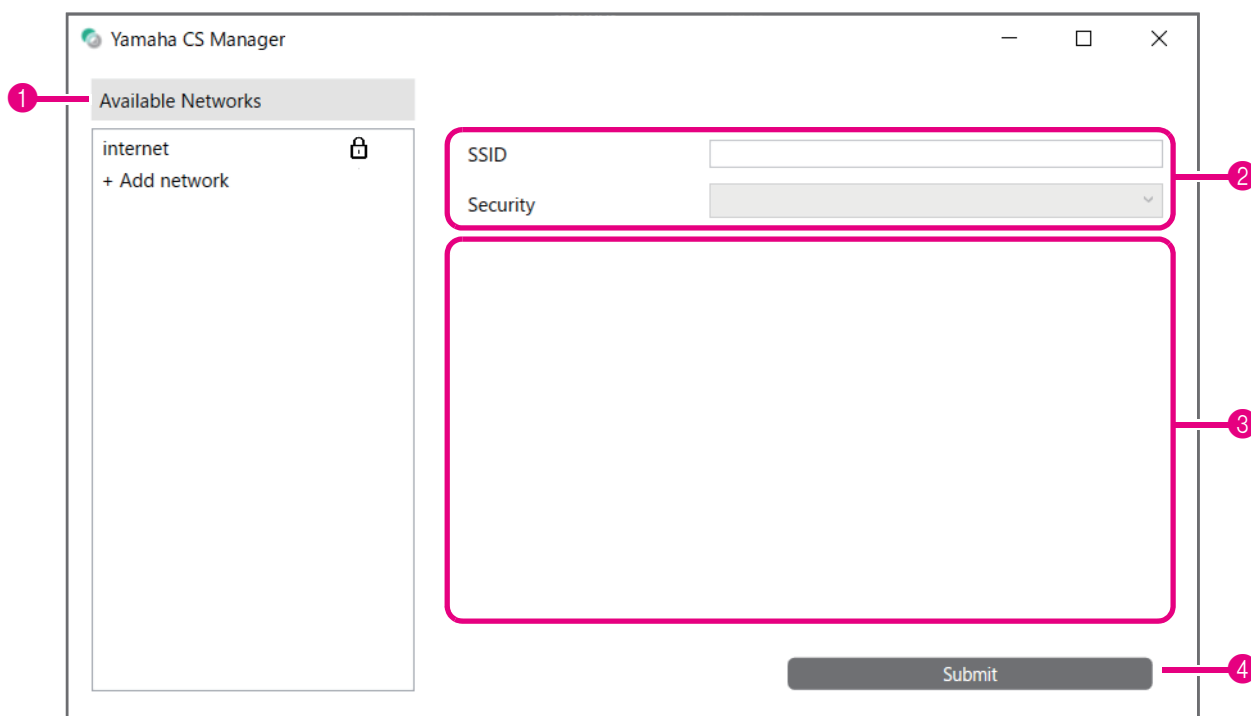 Yamaha CS Manager
1
Available Networks
internet
+ Add network
SSID
Security
2
3
Submit
4